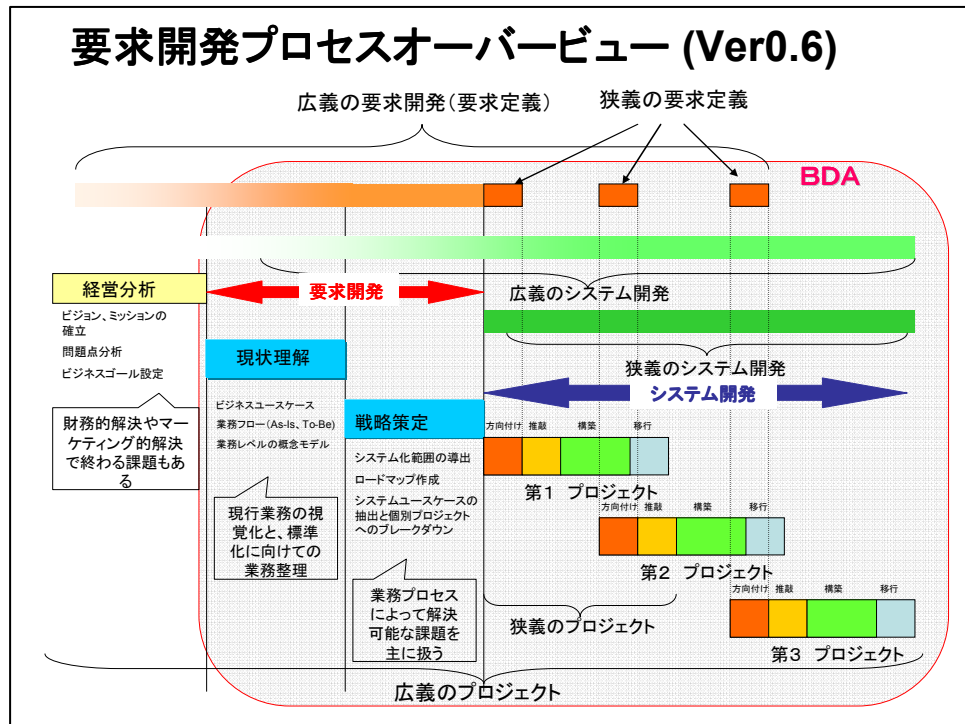 要求開発プロセスオーバービュー (Ver0.6)
広義の要求開発(要求定義)
狭義の要求定義
BDA
経営分析
要求開発
広義のシステム開発
ビジョン、ミッションの
確立
問題点分析
ビジネスゴール設定
現状理解
狭義のシステム開発
システム開発
財務的解決やマー
ケティング的解決
で終わる課題もあ
る
ビジネスユースケース
業務フロー(As-Is、To-Be)
業務レベルの概念モデル
戦略策定
方向付け 推敲 構築 移行
第1 プロジェクト
システム化範囲の導出
ロードマップ作成
システムユースケースの
抽出と個別プロジェクト
へのブレークダウン
現行業務の視
覚化と、標準
化に向けての
業務整理
方向付け 推敲 構築 移行
第2 プロジェクト
業務プロセス
によって解決
可能な課題を
主に扱う
狭義のプロジェクト
方向付け 推敲 構築 移行
第3 プロジェクト
広義のプロジェクト